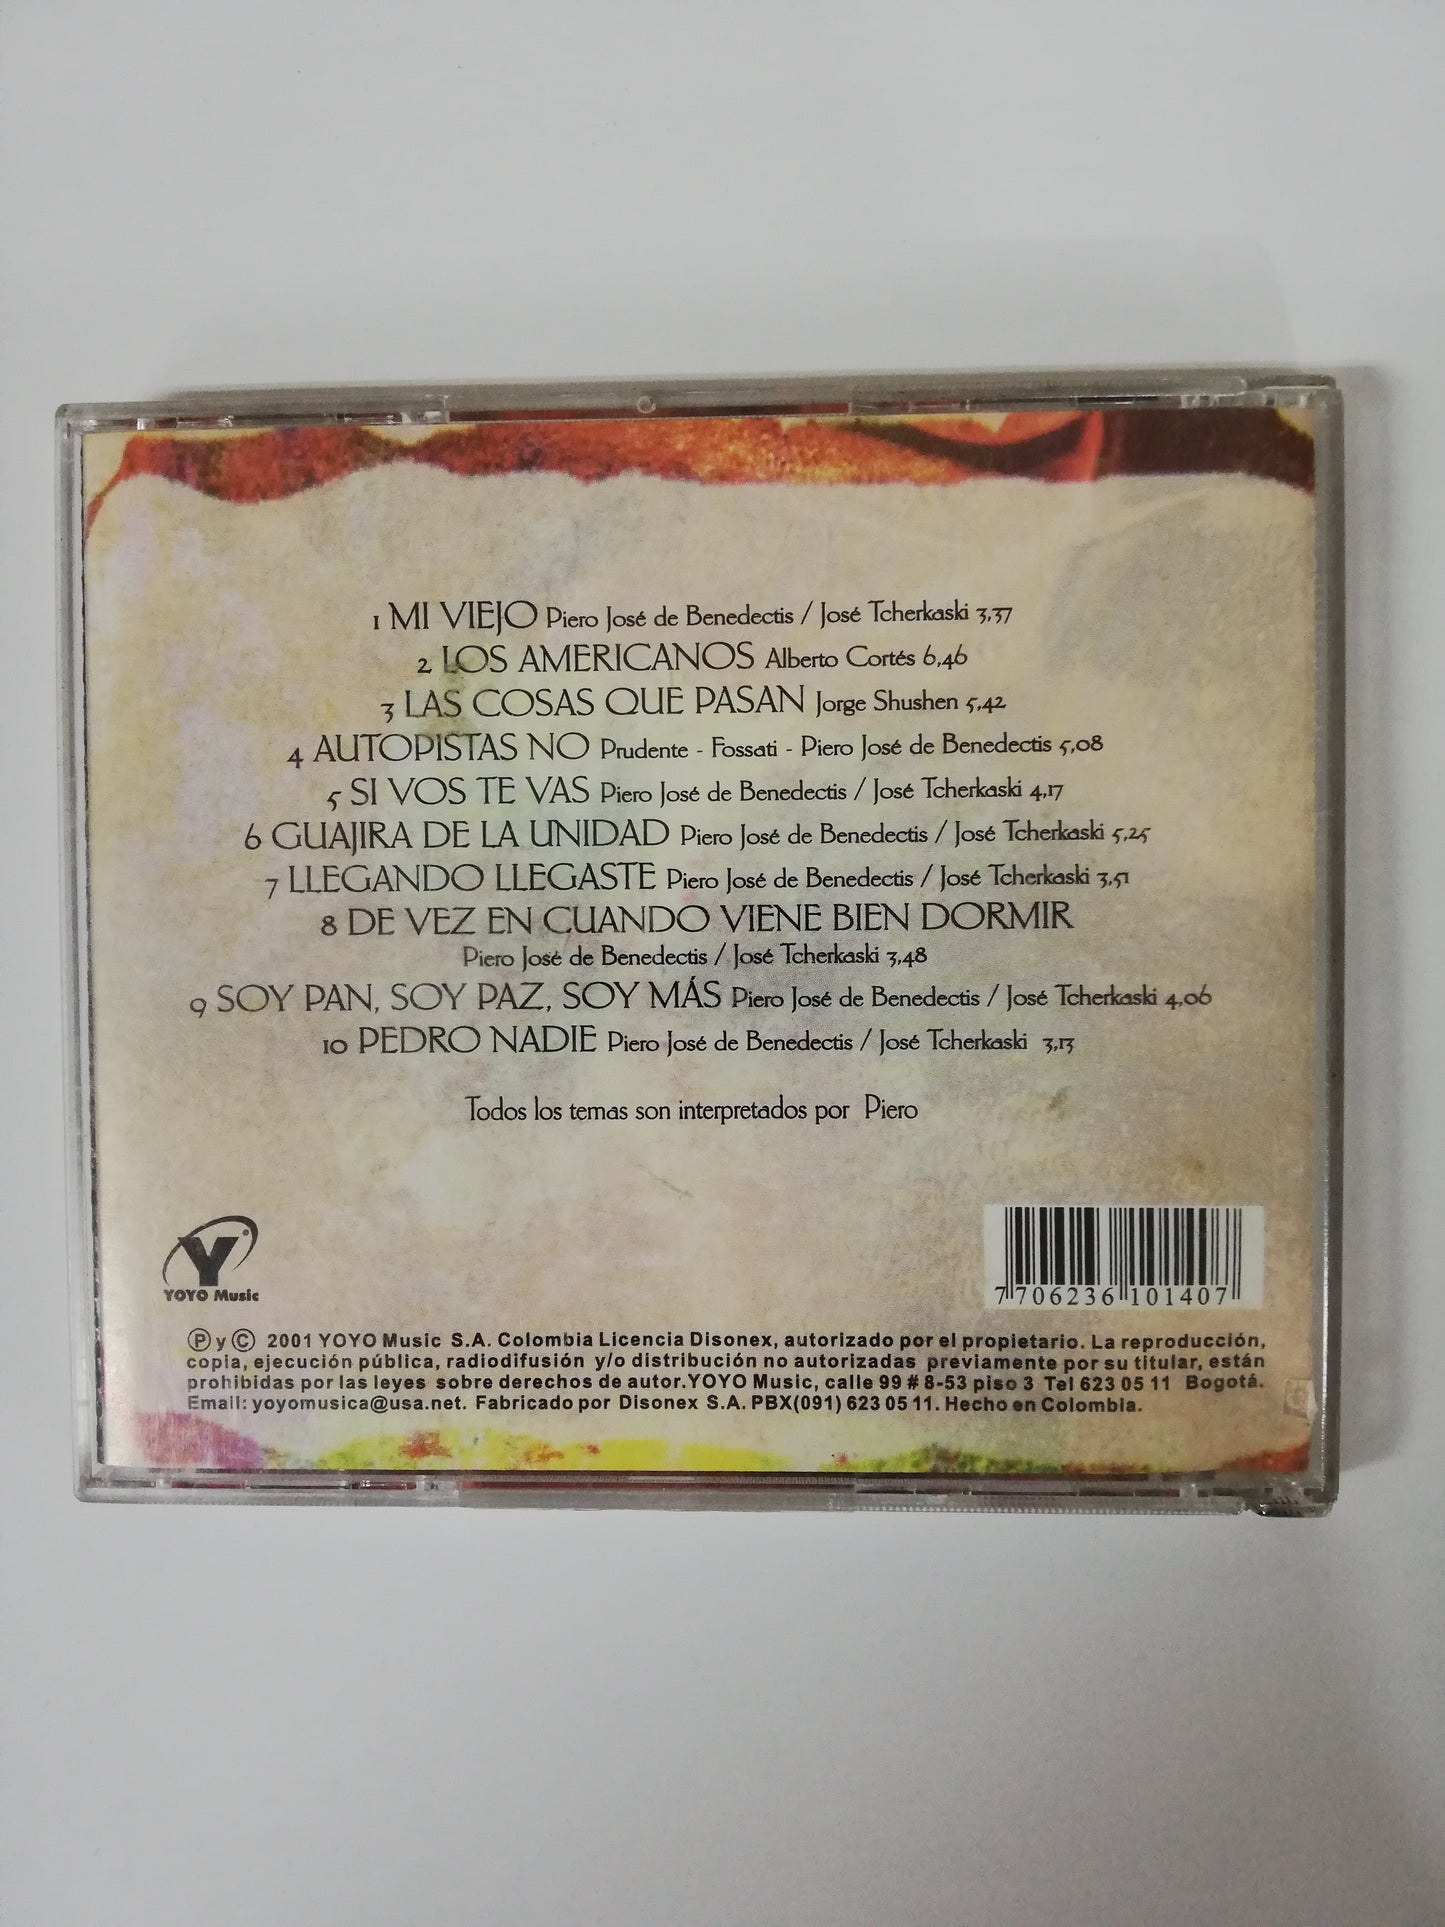 1 MI VIEJO Piero José de Benedectis / José Tcherkaski 3,37
2 LOS AMERICANOS Alberto Cortés 6,46
3 LAS COSAS QUE PASAN Jorge Shushen 5,42
4 AUTOPISTAS NO Prudente - Fossati - Piero José de Benedectis 5,08
5 SI VOS TE VAS Piero José de Benedectis / José Tcherkaski 4,17
6 GUAJIRA DE LA UNIDAD Piero José de Benedectis / José Tcherkaski 5,25
7 LLEGANDO LLEGASTE Piero José de Benedectis / José Tcherkaski 3,51
8 DE VEZ EN CUANDO VIENE BIEN DORMIR
Piero José de Benedectis / José Tcherkaski 3,48
9 SOY PAN, SOY PAZ, SOY MÁS Piero José de Benedectis / José Tcherkaski 4,06
10 PEDRO NADIE Piero José de Benedectis / José Tcherkaski 3,13
Todos los temas son interpretados por Piero
Y
YOYO Music
7 706236 101407
Ⓟ y © 2001 YOYO Music S.A. Colombia Licencia Disonex, autorizado por el propietario. La reproducción,
copia, ejecución pública, radiodifusión y/o distribución no autorizadas previamente por su titular, están
prohibidas por las leyes sobre derechos de autor.YOYO Music, calle 99 # 8-53 piso 3 Tel 623 05 11 Bogotá.
Email: yoyomusica@usa.net. Fabricado por Disonex S.A. PBX(091) 623 05 11. Hecho en Colombia.